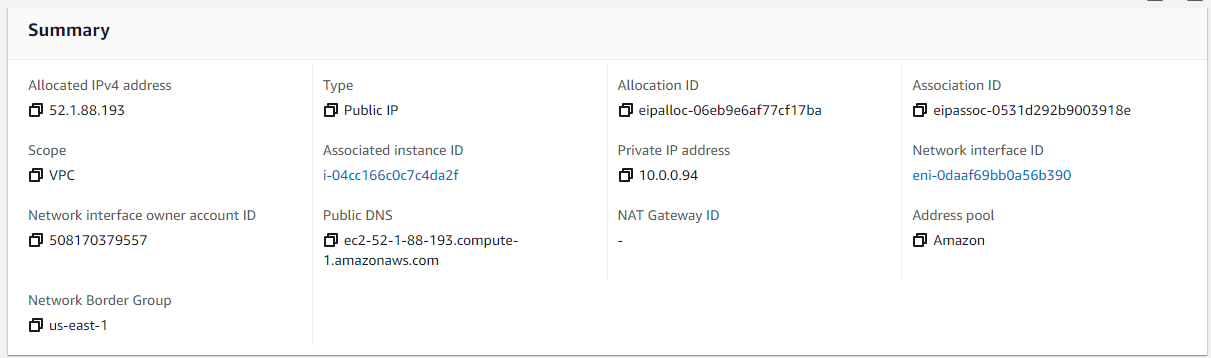 Summary
Allocated IPv4 address
52.1.88.193
Type
Public IP
Allocation ID
eipalloc-06eb9e6af77cf17ba
Association ID
eipassoc-0531d292b9003918e
Scope
VPC
Associated instance ID
i-04cc166c0c7c4da2f
Private IP address
10.0.0.94
Network interface ID
eni-0daaf69bb0a56b390
Network interface owner account ID
508170379557
Public DNS
ec2-52-1-88-193.compute-
1.amazonaws.com
NAT Gateway ID
-
Address pool
Amazon
Network Border Group
us-east-1